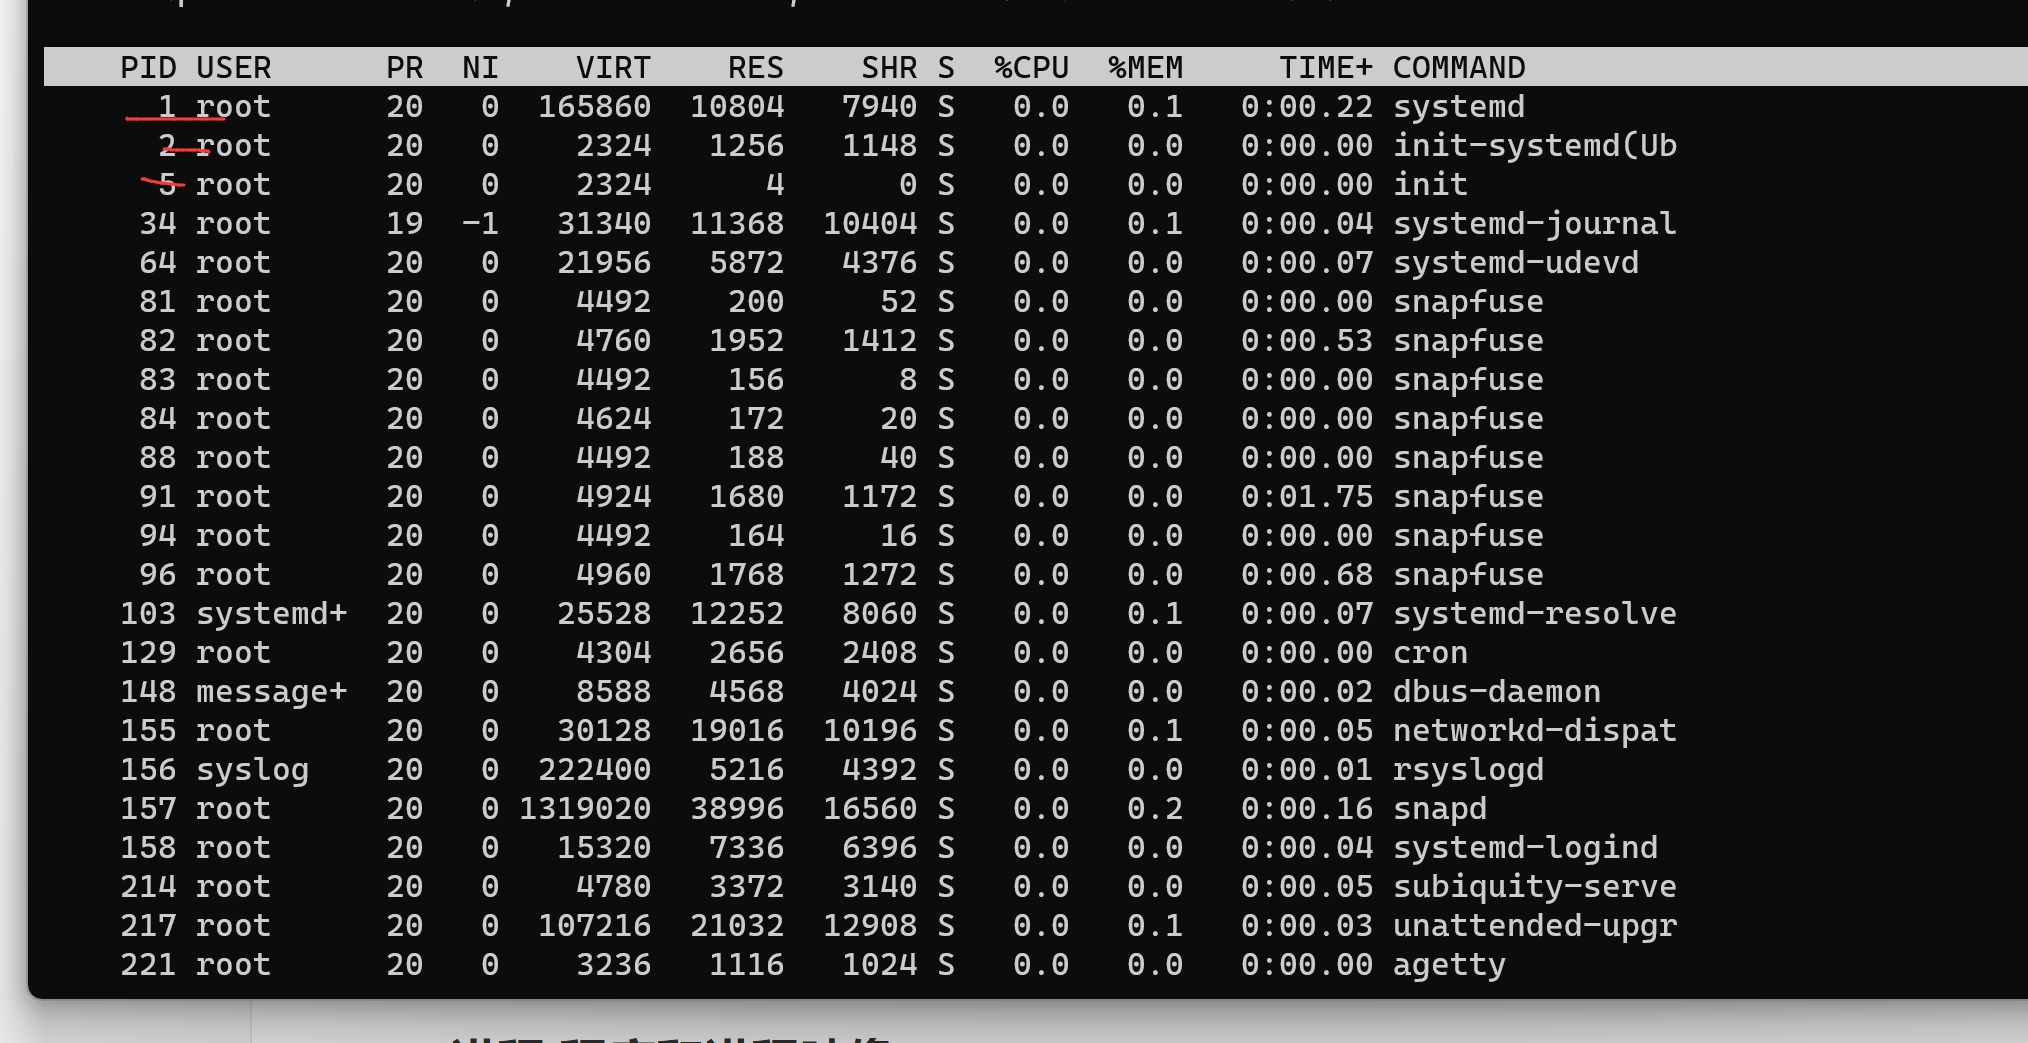 PID USER PR NI VIRT RES SHR S %CPU %MEM TIME+ COMMAND
1 root 20 0 165860 10804 7940 S 0.0 0.1 0:00.22 systemd
2 root 20 0 2324 1256 1148 S 0.0 0.0 0:00.00 init-systemd(Ub
5 root 20 0 2324 4 0 S 0.0 0.0 0:00.00 init
34 root 19 -1 31340 11368 10404 S 0.0 0.1 0:00.04 systemd-journal
64 root 20 0 21956 5872 4376 S 0.0 0.0 0:00.07 systemd-udevd
81 root 20 0 4492 200 52 S 0.0 0.0 0:00.00 snapfuse
82 root 20 0 4760 1952 1412 S 0.0 0.0 0:00.53 snapfuse
83 root 20 0 4492 156 8 S 0.0 0.0 0:00.00 snapfuse
84 root 20 0 4624 172 20 S 0.0 0.0 0:00.00 snapfuse
88 root 20 0 4492 188 40 S 0.0 0.0 0:00.00 snapfuse
91 root 20 0 4924 1680 1172 S 0.0 0.0 0:01.75 snapfuse
94 root 20 0 4492 164 16 S 0.0 0.0 0:00.00 snapfuse
96 root 20 0 4960 1768 1272 S 0.0 0.0 0:00.68 snapfuse
103 systemd+ 20 0 25528 12252 8060 S 0.0 0.1 0:00.07 systemd-resolve
129 root 20 0 4304 2656 2408 S 0.0 0.0 0:00.00 cron
148 message+ 20 0 8588 4568 4024 S 0.0 0.0 0:00.02 dbus-daemon
155 root 20 0 30128 19016 10196 S 0.0 0.1 0:00.05 networkd-dispat
156 syslog 20 0 222400 5216 4392 S 0.0 0.0 0:00.01 rsyslogd
157 root 20 0 1319020 38996 16560 S 0.0 0.2 0:00.16 snapd
158 root 20 0 15320 7336 6396 S 0.0 0.0 0:00.04 systemd-logind
214 root 20 0 4780 3372 3140 S 0.0 0.0 0:00.05 subiquity-serve
217 root 20 0 107216 21032 12908 S 0.0 0.1 0:00.03 unattended-upgr
221 root 20 0 3236 1116 1024 S 0.0 0.0 0:00.00 agetty